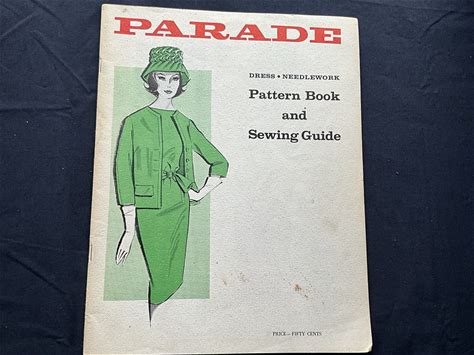 PARADE
DRESS • NEEDLEWORK
Pattern Book
and
Sewing Guide
PRICE—FIFTY CENTS